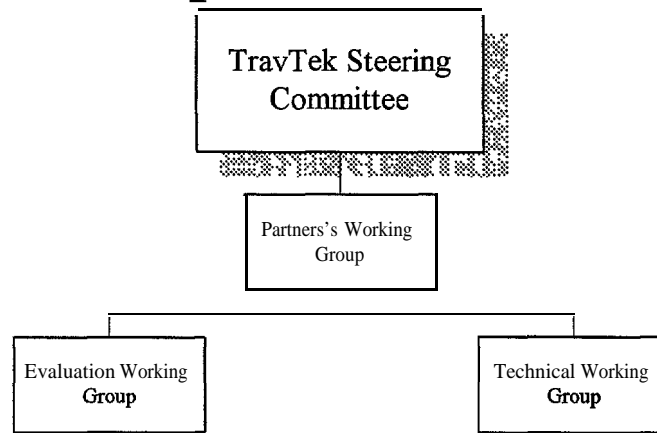 TravTek Steering
Committee
Partners's Working
Group
Evaluation Working
Group
Technical Working
Group